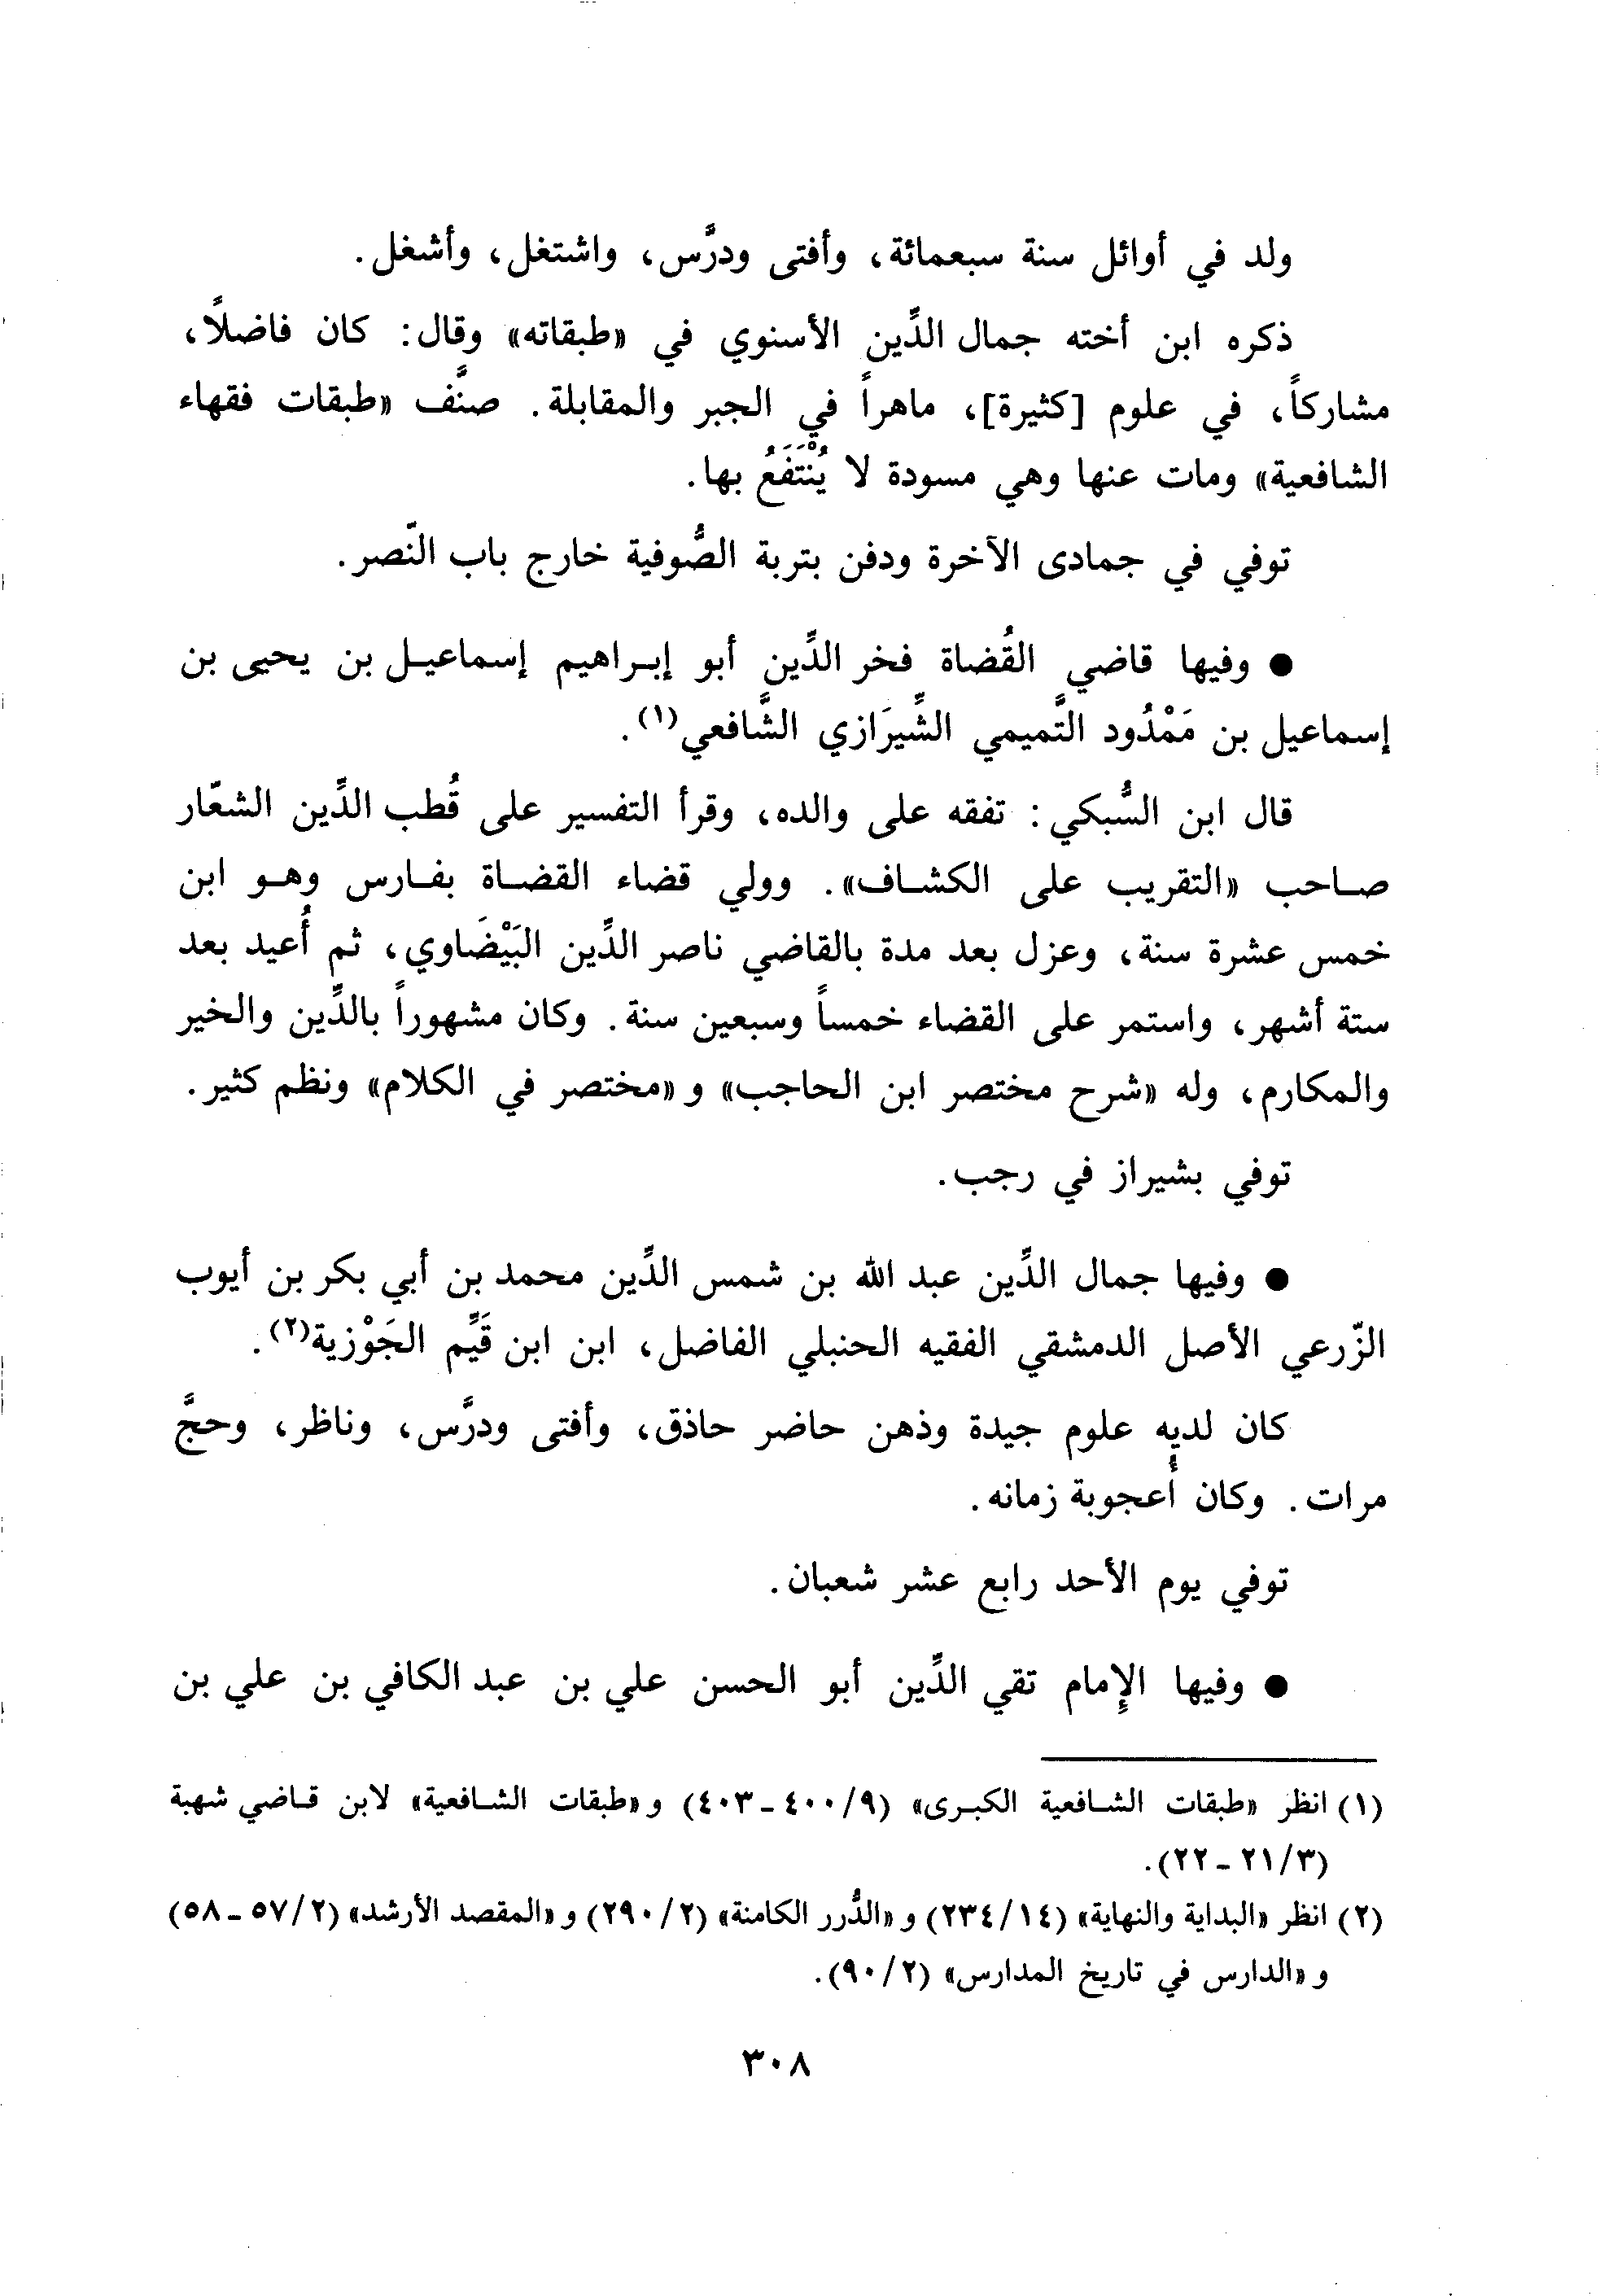 ولد في أوائل سنة سبعمائة، وأفتى ودرَّس، واشتغل، وأشغل.
ذكره ابن أخته جمال الدِّين الأسنوي في «طبقاته» وقال: كان فاضلاً،
مشاركاً، في علوم [كثيرة]، ماهراً في الجبر والمقابلة. صنَّف «طبقات فقهاء
الشافعية» ومات عنها وهي مسودة لا يُنْتَفَعُ بها.
توفي في جمادى الآخرة ودفن بتربة الصُّوفية خارج باب النّصر.
● وفيها قاضي القُضاة فخر الدِّين أبو إبراهيم إسماعيل بن يحيى بن
إسماعيل بن مَمْدُود التَّميمي الشِّيرَازي الشَّافعي(١).
قال ابن السُّبكي: تفقه على والده، وقرأ التفسير على قُطب الدِّين الشعّار
صاحب «التقريب على الكشاف». وولي قضاء القضاة بفارس وهو ابن
خمس عشرة سنة، وعزل بعد مدة بالقاضي ناصر الدِّين البَيْضَاوي، ثم أُعيد بعد
ستة أشهر، واستمر على القضاء خمساً وسبعين سنة. وكان مشهوراً بالدِّين والخير
والمكارم، وله «شرح مختصر ابن الحاجب» و«مختصر في الكلام» ونظم كثير.
توفي بشيراز في رجب.
● وفيها جمال الدِّين عبد الله بن شمس الدِّين محمد بن أبي بكر بن أيوب
الزّرعي الأصل الدمشقي الفقيه الحنبلي الفاضل، ابن ابن قَيِّم الجَوْزية(٢).
كان لديه علوم جيدة وذهن حاضر حاذق، وأفتى ودرَّس، وناظر، وحجَّ
مرات. وكان أُعجوبة زمانه.
توفي يوم الأحد رابع عشر شعبان.
● وفيها الإِمام تقي الدِّين أبو الحسن علي بن عبد الكافي بن علي بن
(١) انظر «طبقات الشافعية الكبرى» (٩/٤٠٠ - ٤٠٣) و«طبقات الشافعية» لابن قاضي شهبة
(٣/٢١ - ٢٢).
(٢) انظر «البداية والنهاية» (١٤/٢٣٤) و«الدُّرر الكامنة» (٢/٢٩٠) و«المقصد الأرشد» (٢/٥٧ - ٥٨)
و«الدارس في تاريخ المدارس» (٢/٩٠).
٣٠٨